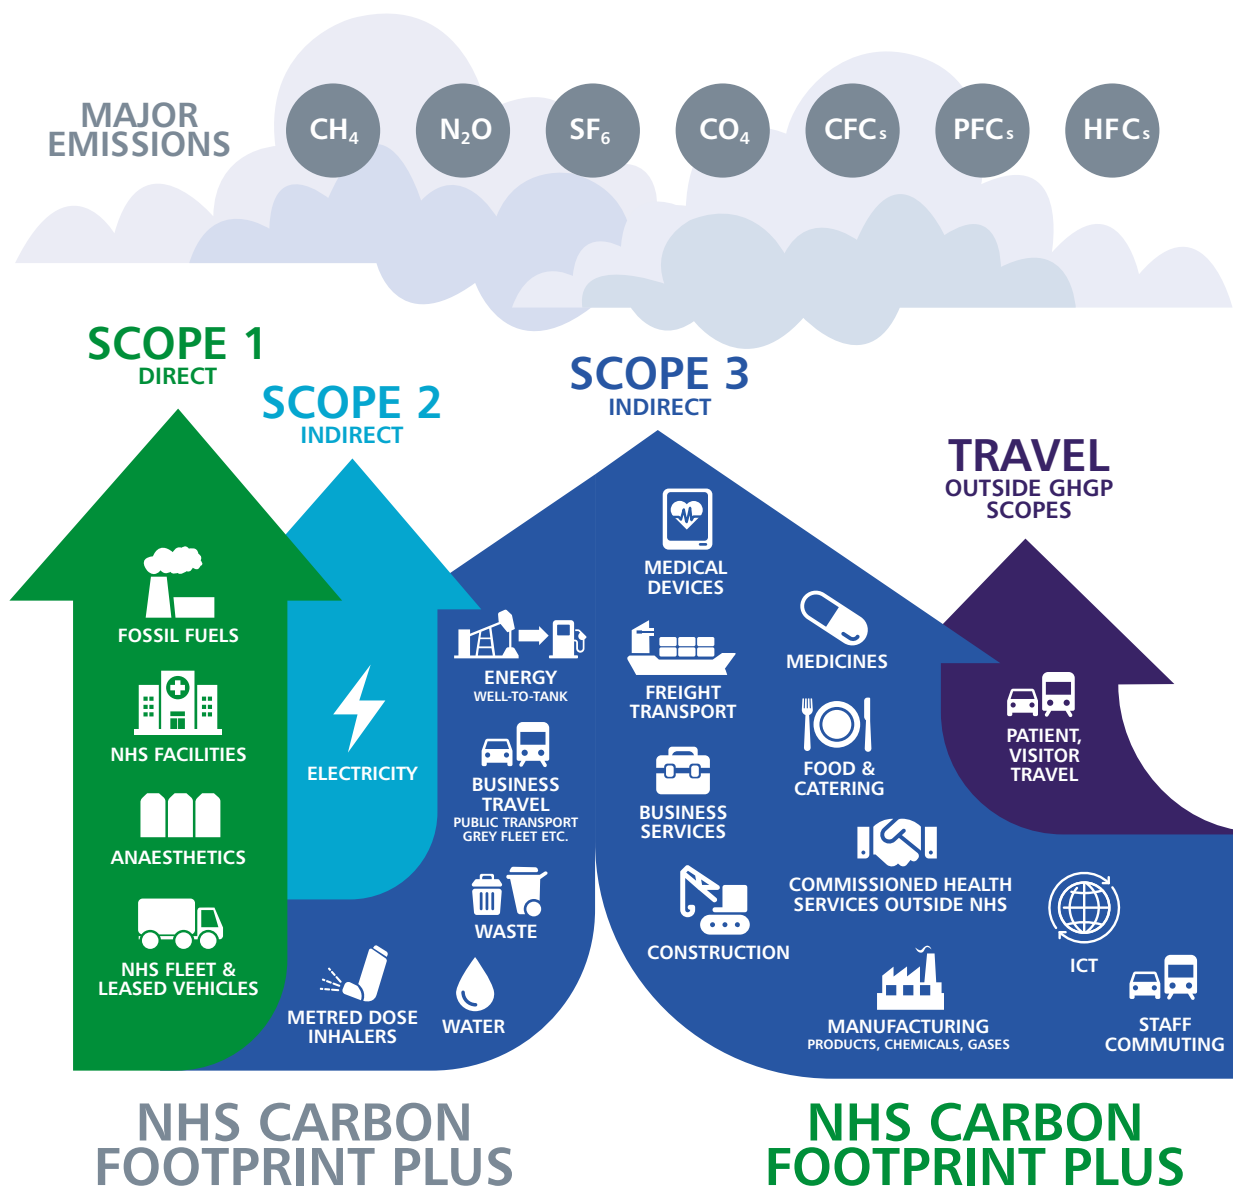 MAJOR
EMISSIONS
CH₄
N₂O
SF₆
CO₄
CFCs
PFCs
HFCs
SCOPE 1
DIRECT
SCOPE 2
INDIRECT
SCOPE 3
INDIRECT
TRAVEL
OUTSIDE GHGP
SCOPES
FOSSIL FUELS
NHS FACILITIES
ANAESTHETICS
NHS FLEET &
LEASED VEHICLES
ELECTRICITY
ENERGY
WELL-TO-TANK
BUSINESS
TRAVEL
PUBLIC TRANSPORT
GREY FLEET ETC.
WASTE
METRED DOSE
INHALERS
WATER
MEDICAL
DEVICES
FREIGHT
TRANSPORT
BUSINESS
SERVICES
CONSTRUCTION
MEDICINES
FOOD &
CATERING
COMMISSIONED HEALTH
SERVICES OUTSIDE NHS
MANUFACTURING
PRODUCTS, CHEMICALS, GASES
ICT
STAFF
COMMUTING
PATIENT,
VISITOR
TRAVEL
NHS CARBON
FOOTPRINT PLUS
NHS CARBON
FOOTPRINT PLUS